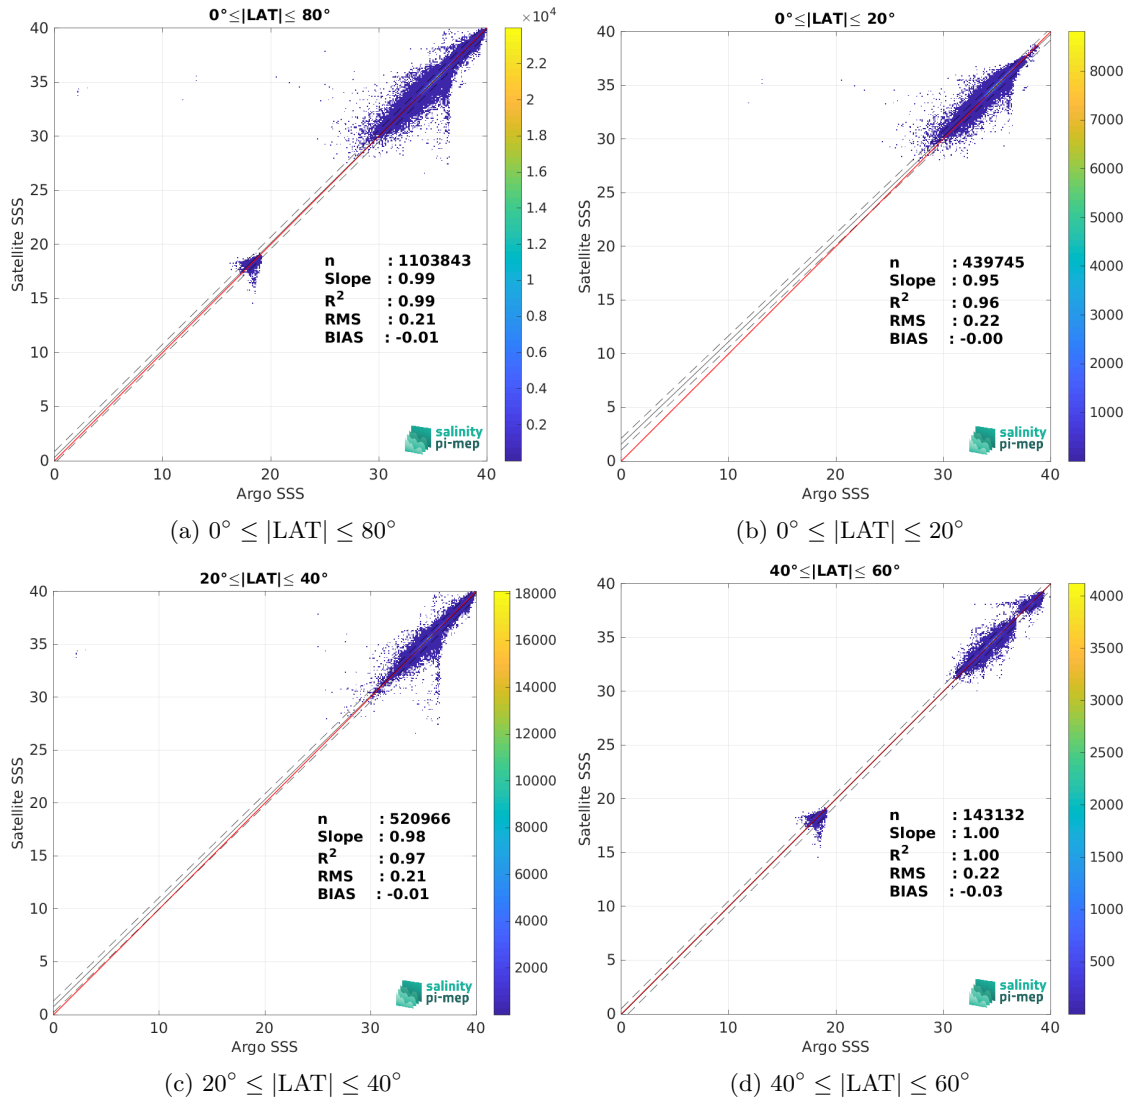 0°≤|LAT|≤ 80°
×10⁴
Satellite SSS
40
35
30
25
20
15
10
5
0
n : 1103843
Slope : 0.99
R² : 0.99
RMS : 0.21
BIAS : -0.01
salinity
pi-mep
0 10 20 30 40
Argo SSS
2.4
2.2
2
1.8
1.6
1.4
1.2
1
0.8
0.6
0.4
0.2
(a) 0° ≤ |LAT| ≤ 80°
0°≤|LAT|≤ 20°
Satellite SSS
40
35
30
25
20
15
10
5
0
n : 439745
Slope : 0.95
R² : 0.96
RMS : 0.22
BIAS : -0.00
salinity
pi-mep
0 10 20 30 40
Argo SSS
8000
7000
6000
5000
4000
3000
2000
1000
(b) 0° ≤ |LAT| ≤ 20°
20°≤|LAT|≤ 40°
Satellite SSS
40
35
30
25
20
15
10
5
0
n : 520966
Slope : 0.98
R² : 0.97
RMS : 0.21
BIAS : -0.01
salinity
pi-mep
0 10 20 30 40
Argo SSS
18000
16000
14000
12000
10000
8000
6000
4000
2000
(c) 20° ≤ |LAT| ≤ 40°
40°≤|LAT|≤ 60°
Satellite SSS
40
35
30
25
20
15
10
5
0
n : 143132
Slope : 1.00
R² : 1.00
RMS : 0.22
BIAS : -0.03
salinity
pi-mep
0 10 20 30 40
Argo SSS
4000
3500
3000
2500
2000
1500
1000
500
(d) 40° ≤ |LAT| ≤ 60°